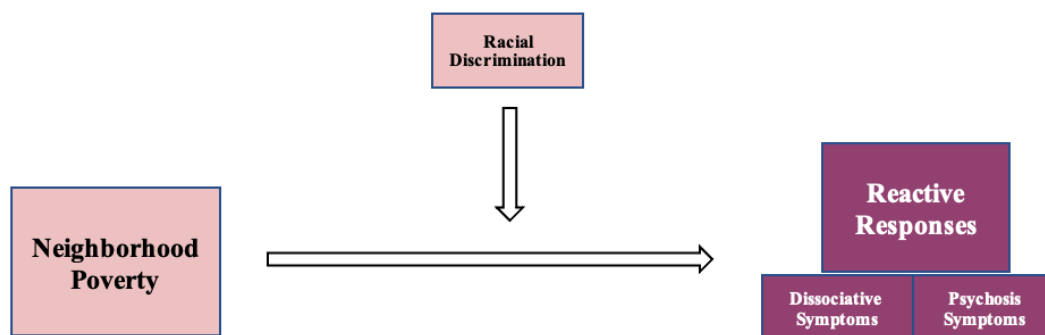 Racial
Discrimination
Neighborhood
Poverty
Reactive
Responses
Dissociative
Symptoms
Psychosis
Symptoms